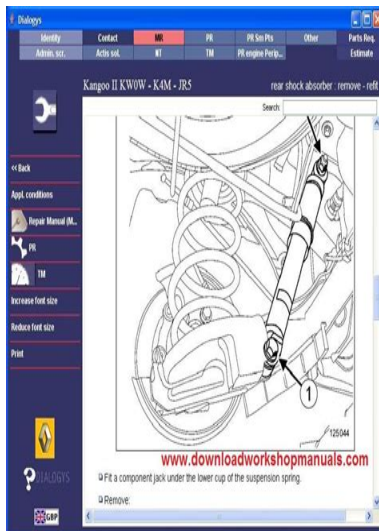 Dialogys
Identity Contact MR PR PR Sm Pts Other Parts Req.
Admin. scr. Actis sol. MT TM PR engine Perip... Estimate
Kangoo II KW0W - K4M - JR5 rear shock absorber : remove - refit
Search:
<< Back
Appl. conditions
Repair Manual (M...
PR
TM
Increase font size
Reduce font size
Print
1
125044
www.downloadworkshopmanuals.com
Fit a component jack under the lower cup of the suspension spring.
Remove:
?DIALOGYS
GBP